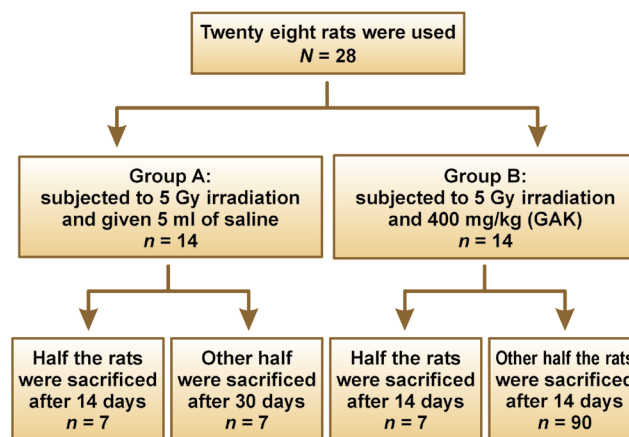 Twenty eight rats were used
N = 28
Group A:
subjected to 5 Gy irradiation
and given 5 ml of saline
n = 14
Group B:
subjected to 5 Gy irradiation
and 400 mg/kg (GAK)
n = 14
Half the rats
were sacrificed
after 14 days
n = 7
Other half
were sacrificed
after 30 days
n = 7
Half the rats
were sacrificed
after 14 days
n = 7
Other half the rats
were sacrificed
after 14 days
n = 90